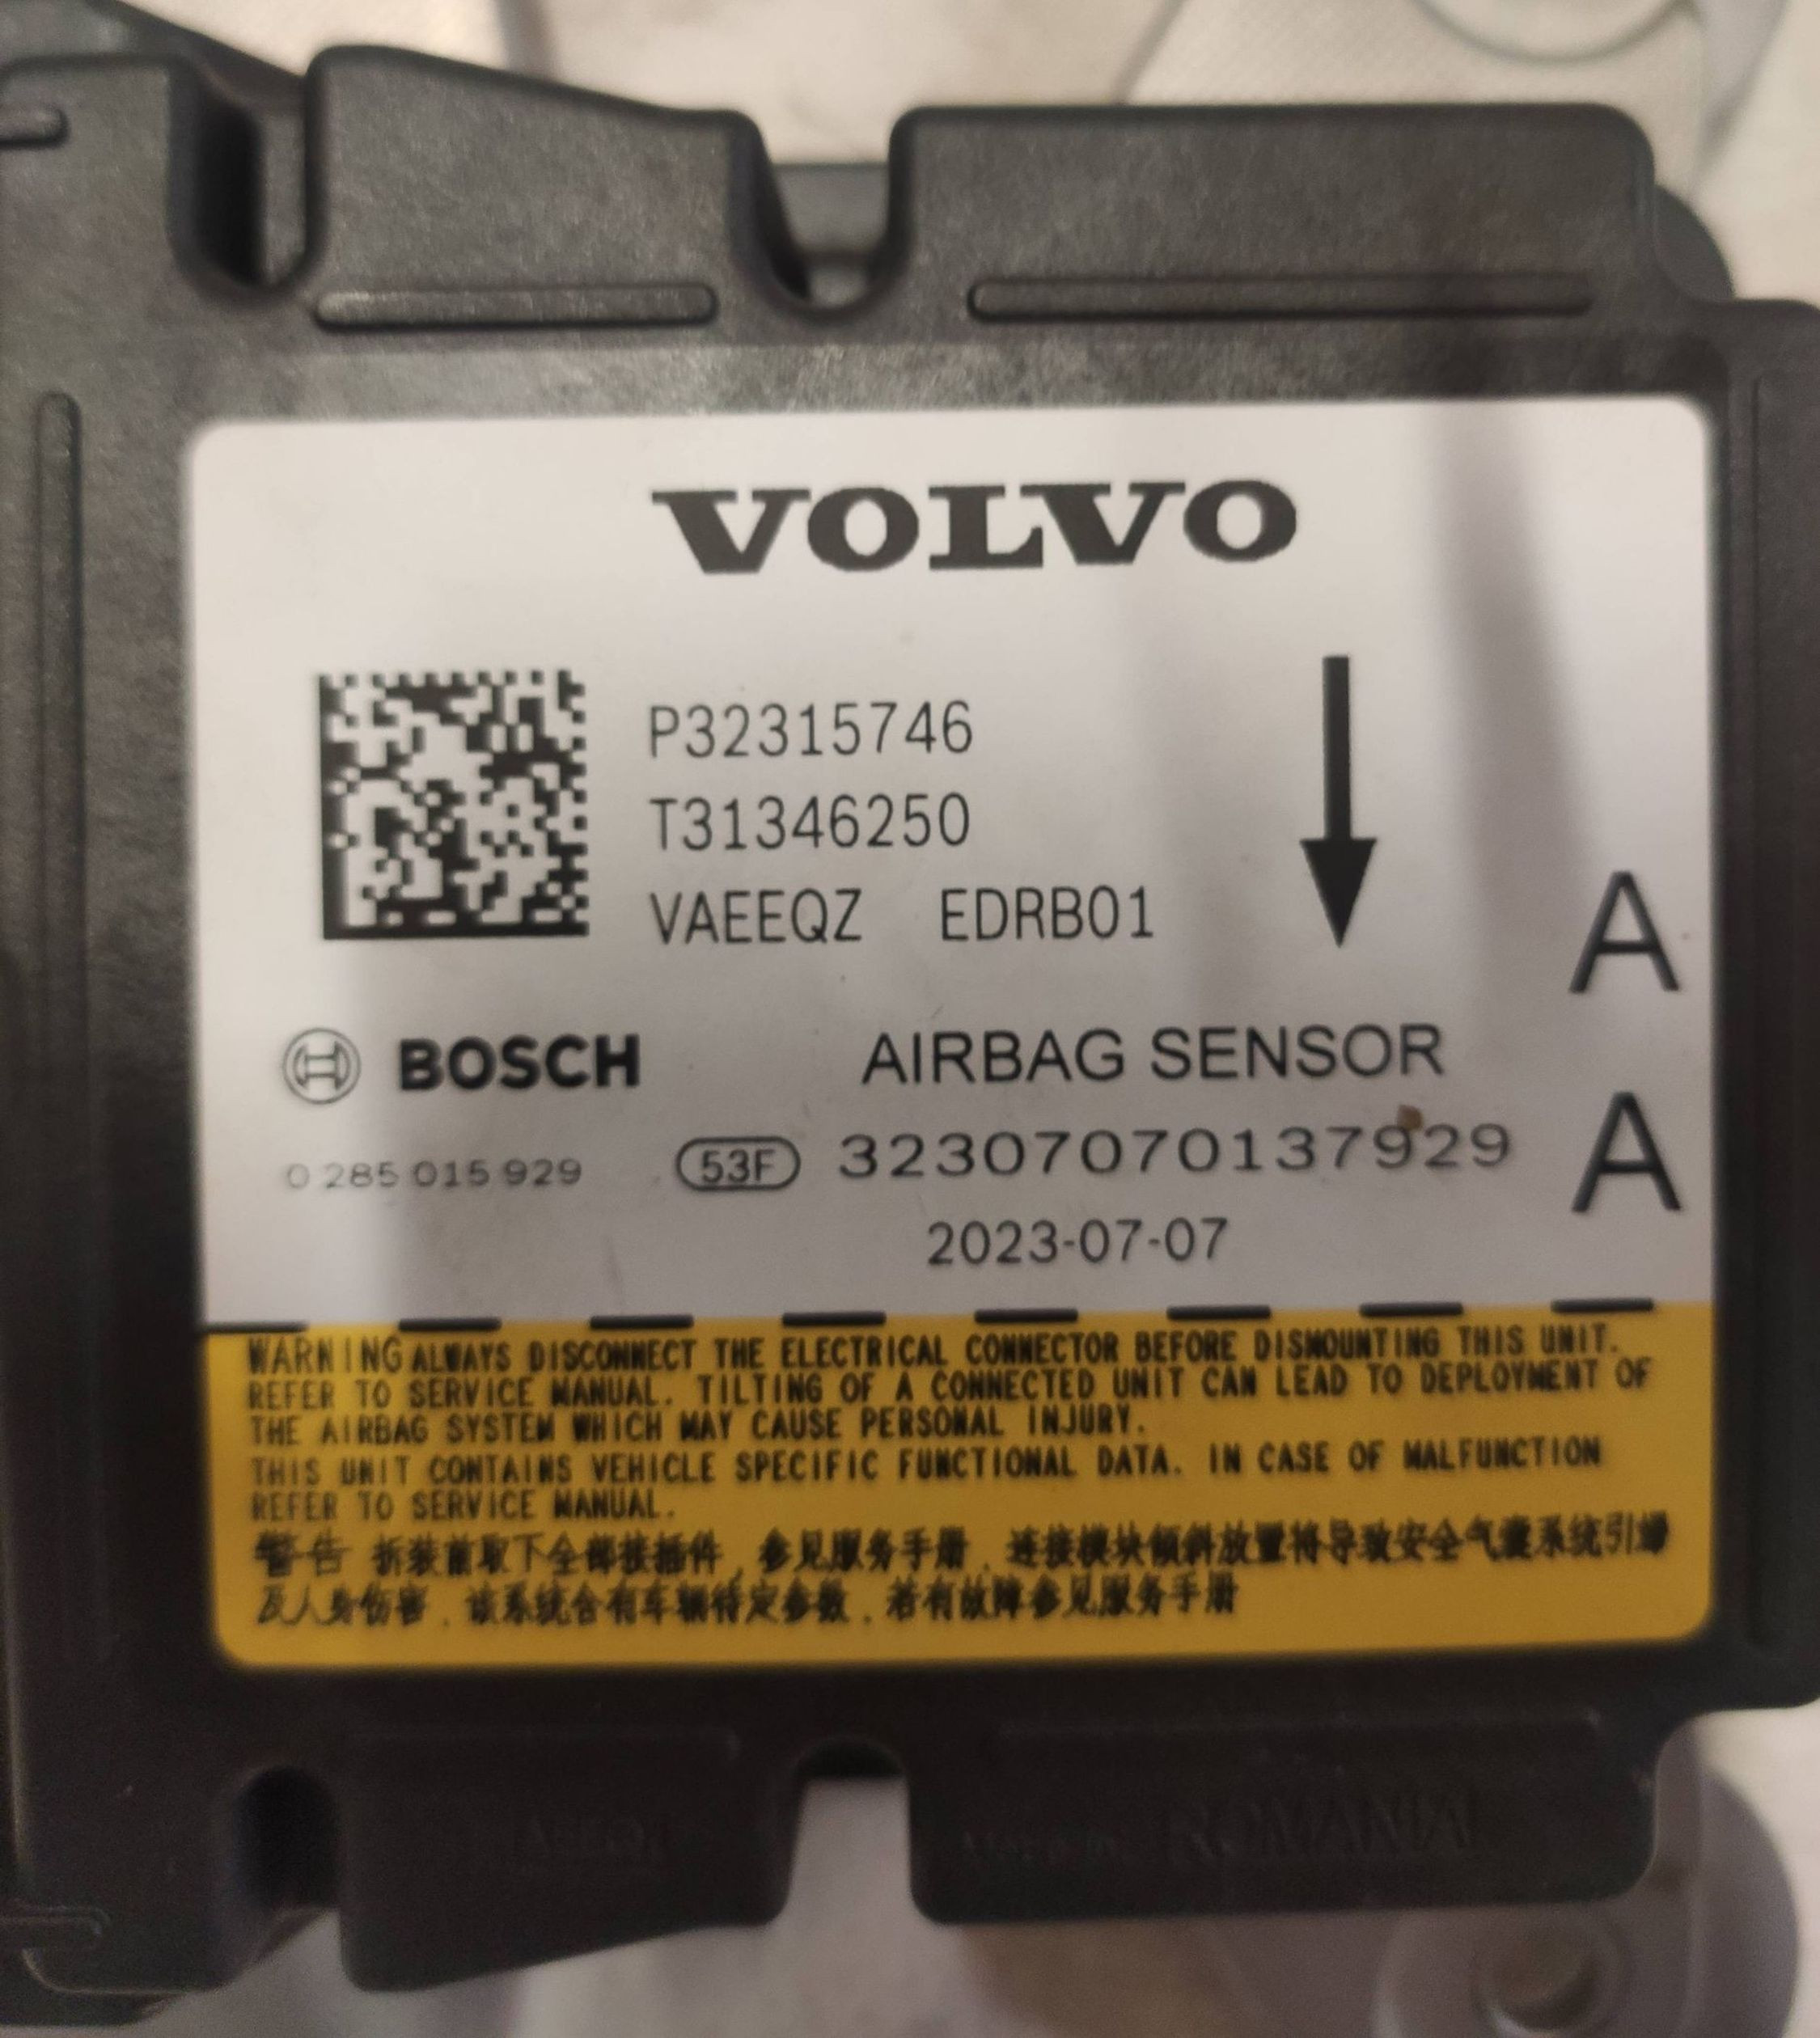 VOLVO
P32315746
T31346250
VAEEQZ EDRB01
A
BOSCH AIRBAG SENSOR
0 285 015 929 53F 32307070137929 A
2023-07-07
WARNING ALWAYS DISCONNECT THE ELECTRICAL CONNECTOR BEFORE DISMOUNTING THIS UNIT.
REFER TO SERVICE MANUAL. TILTING OF A CONNECTED UNIT CAN LEAD TO DEPLOYMENT OF
THE AIRBAG SYSTEM WHICH MAY CAUSE PERSONAL INJURY.
THIS UNIT CONTAINS VEHICLE SPECIFIC FUNCTIONAL DATA. IN CASE OF MALFUNCTION
REFER TO SERVICE MANUAL.
警告 拆装前取下全部接插件, 参见服务手册. 连接模块倾斜放置将导致安全气囊系统引爆
及人身伤害. 该系统含有车辆特定参数. 若有故障参见服务手册
Made in ROMANIA